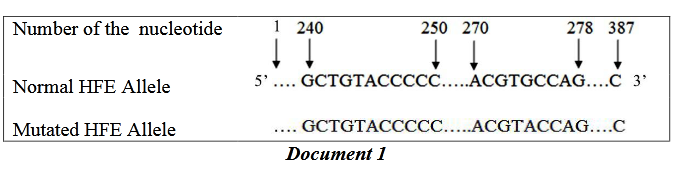 Number of the nucleotide 1 240 250 270 278 387
Normal HFE Allele 5’ .... GCTGTACCCCC.....ACGTGCCAG....C 3’
Mutated HFE Allele .... GCTGTACCCCC.....ACGTACCAG....C
Document 1